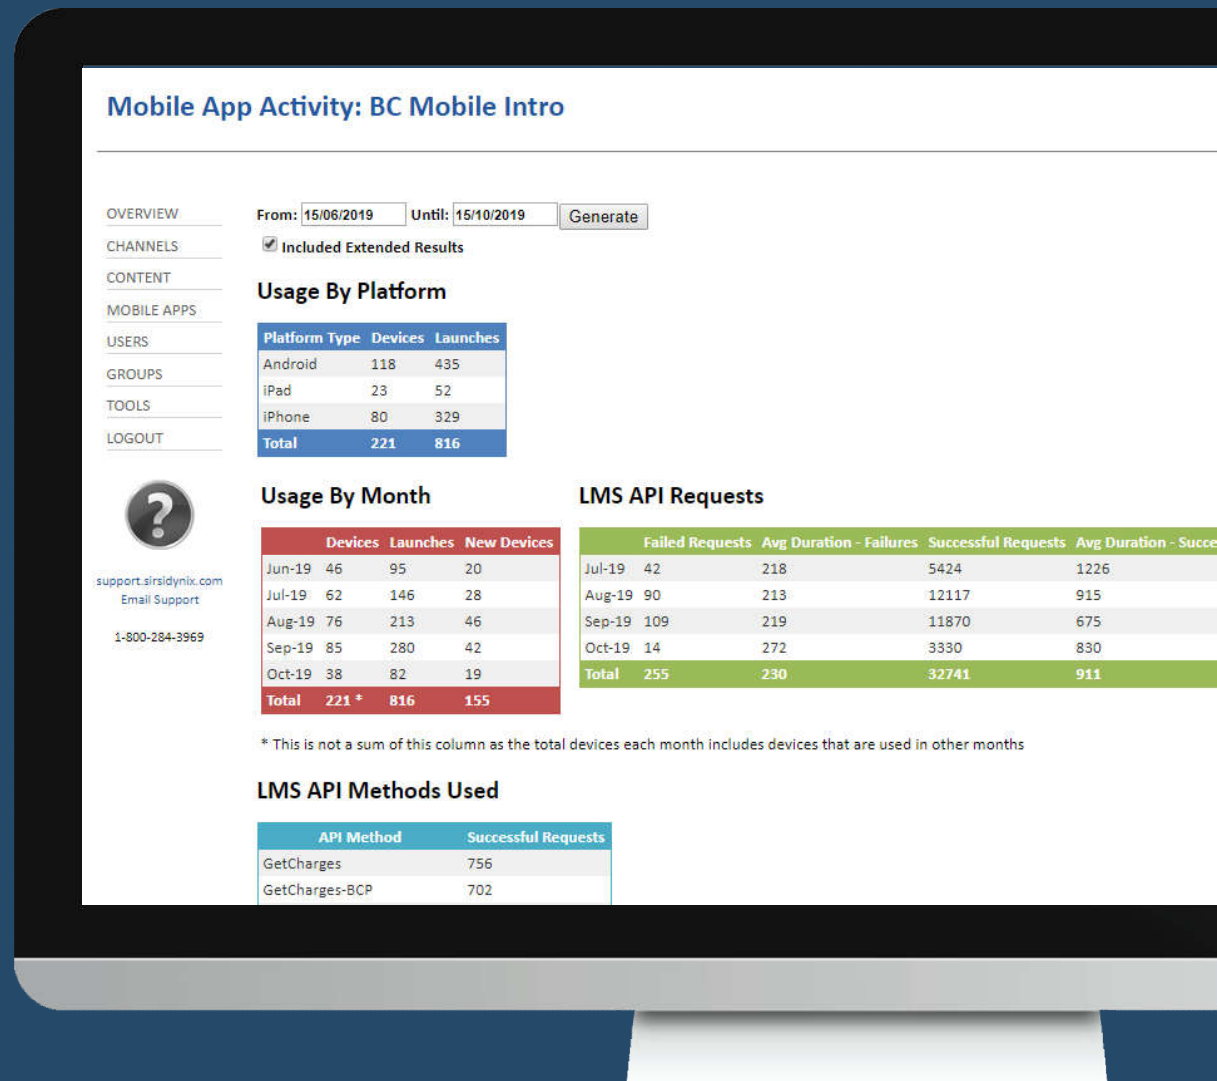 Mobile App Activity: BC Mobile Intro
OVERVIEW
CHANNELS
CONTENT
MOBILE APPS
USERS
GROUPS
TOOLS
LOGOUT
?
support.sirsidynix.com
Email Support
1-800-284-3969
From: 15/06/2019 Until: 15/10/2019 Generate
Included Extended Results
Usage By Platform
Platform Type Devices Launches
Android 118 435
iPad 23 52
iPhone 80 329
Total 221 816
Usage By Month
Devices Launches New Devices
Jun-19 46 95 20
Jul-19 62 146 28
Aug-19 76 213 46
Sep-19 85 280 42
Oct-19 38 82 19
Total 221 * 816 155
LMS API Requests
Failed Requests Avg Duration - Failures Successful Requests Avg Duration - Succe
Jul-19 42 218 5424 1226
Aug-19 90 213 12117 915
Sep-19 109 219 11870 675
Oct-19 14 272 3330 830
Total 255 230 32741 911
* This is not a sum of this column as the total devices each month includes devices that are used in other months
LMS API Methods Used
API Method Successful Requests
GetCharges 756
GetCharges-BCP 702